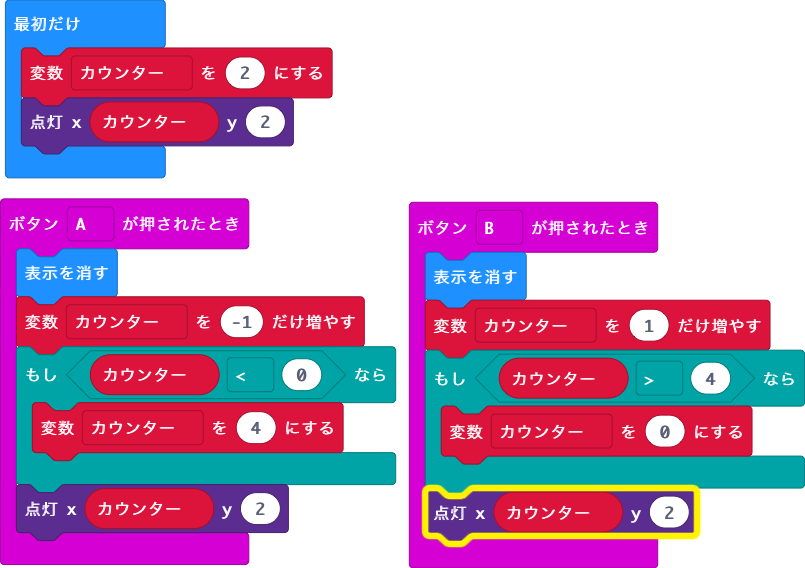 最初だけ
変数 カウンター を 2 にする
点灯 x カウンター y 2
ボタン A が押されたとき
表示を消す
変数 カウンター を -1 だけ増やす
もし カウンター < 0 なら
変数 カウンター を 4 にする
点灯 x カウンター y 2
ボタン B が押されたとき
表示を消す
変数 カウンター を 1 だけ増やす
もし カウンター > 4 なら
変数 カウンター を 0 にする
点灯 x カウンター y 2